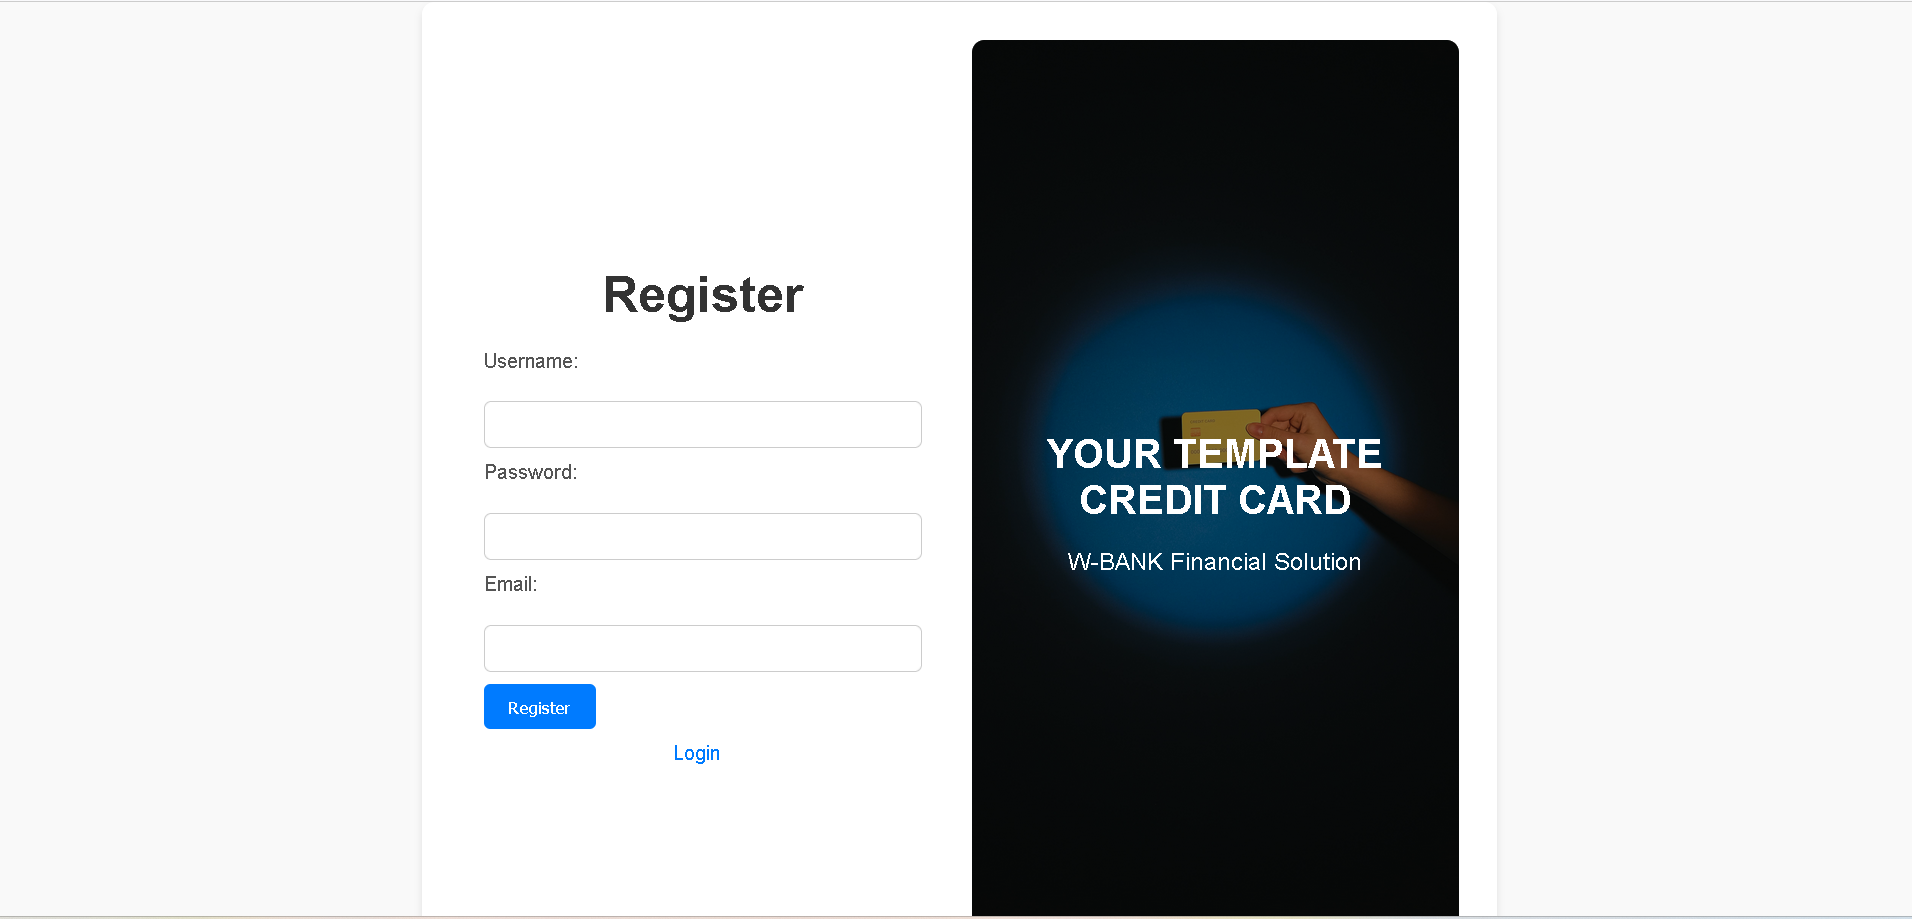 Register
Username:
Password:
Email:
Register
Login
YOUR TEMPLATE
CREDIT CARD
W-BANK Financial Solution